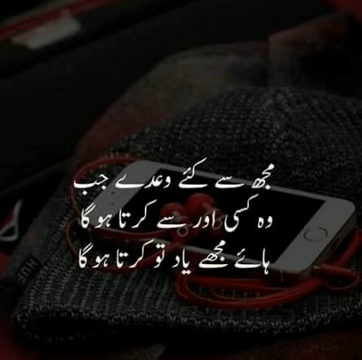 مجھ سے کئے وعدے جب
وہ کسی اور سے کرتا ہوگا
ہائے مجھے یاد تو کرتا ہوگا